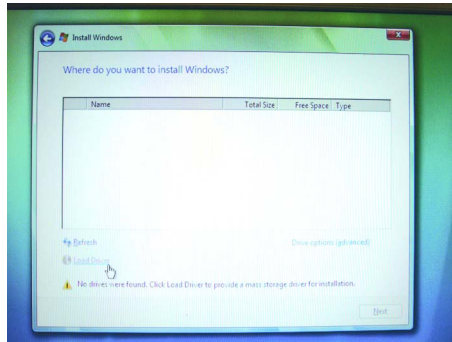 Install Windows
Where do you want to install Windows?
Name Total Size Free Space Type
Refresh Drive options (advanced)
Load Driver
No drives were found. Click Load Driver to provide a mass storage driver for installation.
Next